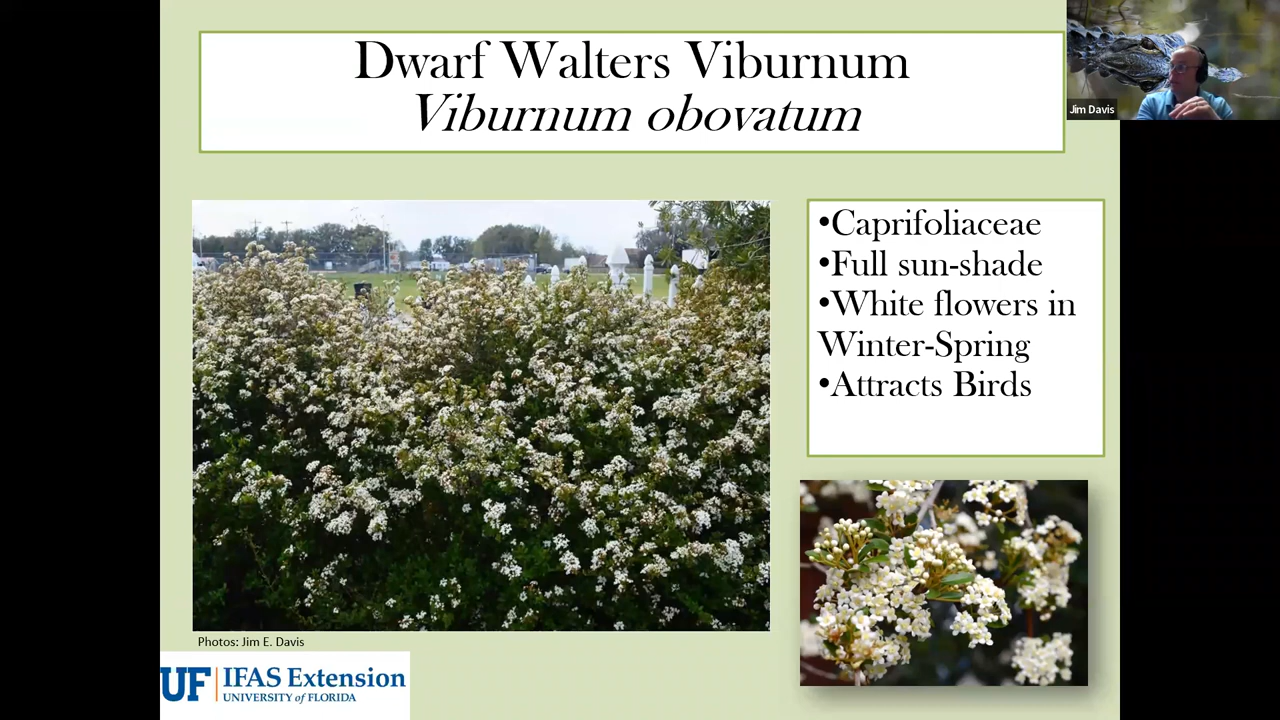 Dwarf Walters Viburnum
Viburnum obovatum
Jim Davis
•Caprifoliaceae
•Full sun-shade
•White flowers in
Winter-Spring
•Attracts Birds
Photos: Jim E. Davis
UF IFAS Extension
UNIVERSITY of FLORIDA